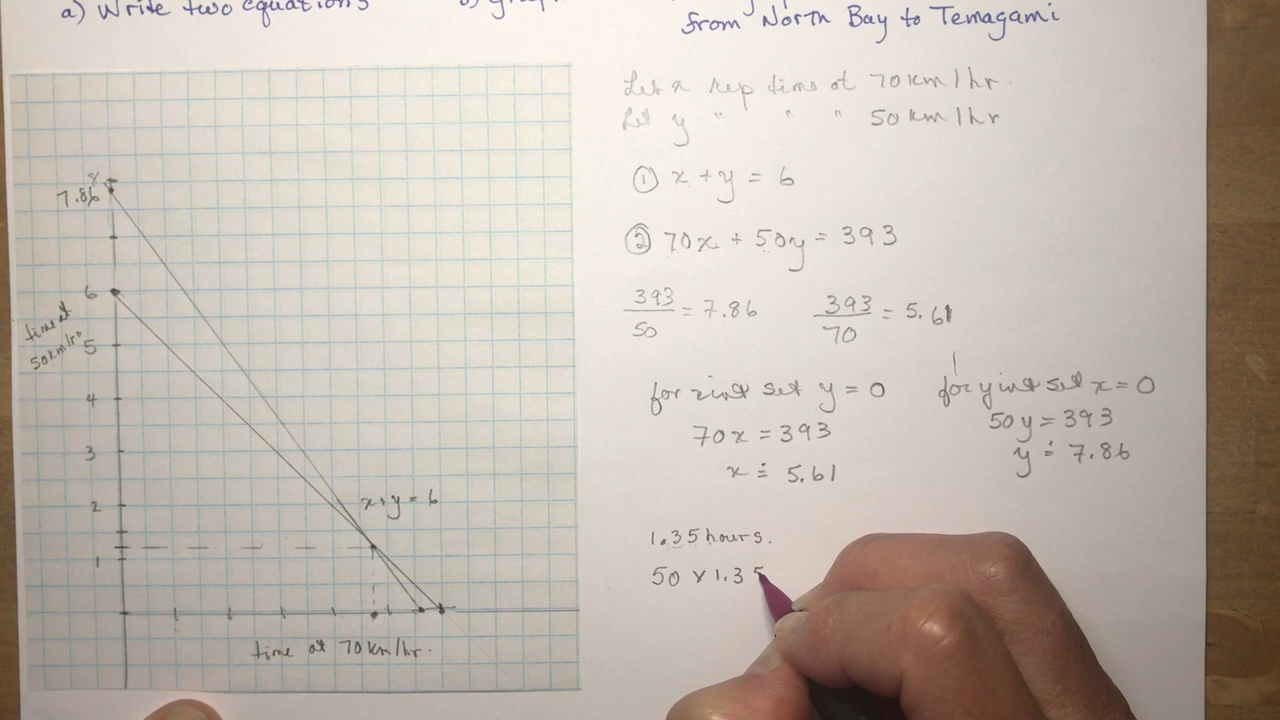 a) Write two equations
from North Bay to Temagami
Let x rep time at 70 km/hr.
Let y " " " 50 km/hr
① x + y = 6
② 70x + 50y = 393
393/50 = 7.86 393/70 = 5.61
for x int set y = 0
70x = 393
x ≐ 5.61
for y int set x = 0
50y = 393
y ≐ 7.86
1.35 hours.
50 x 1.35
8
7.86
6
time at
50km/hr
5
4
3
2
1
x + y = 6
time at 70 km/hr.